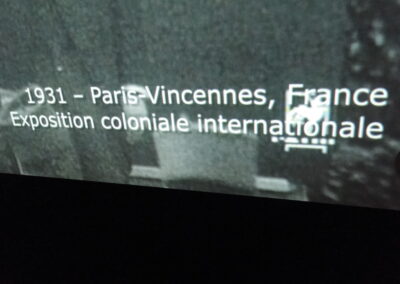 1931 – Paris-Vincennes, France
Exposition coloniale internationale